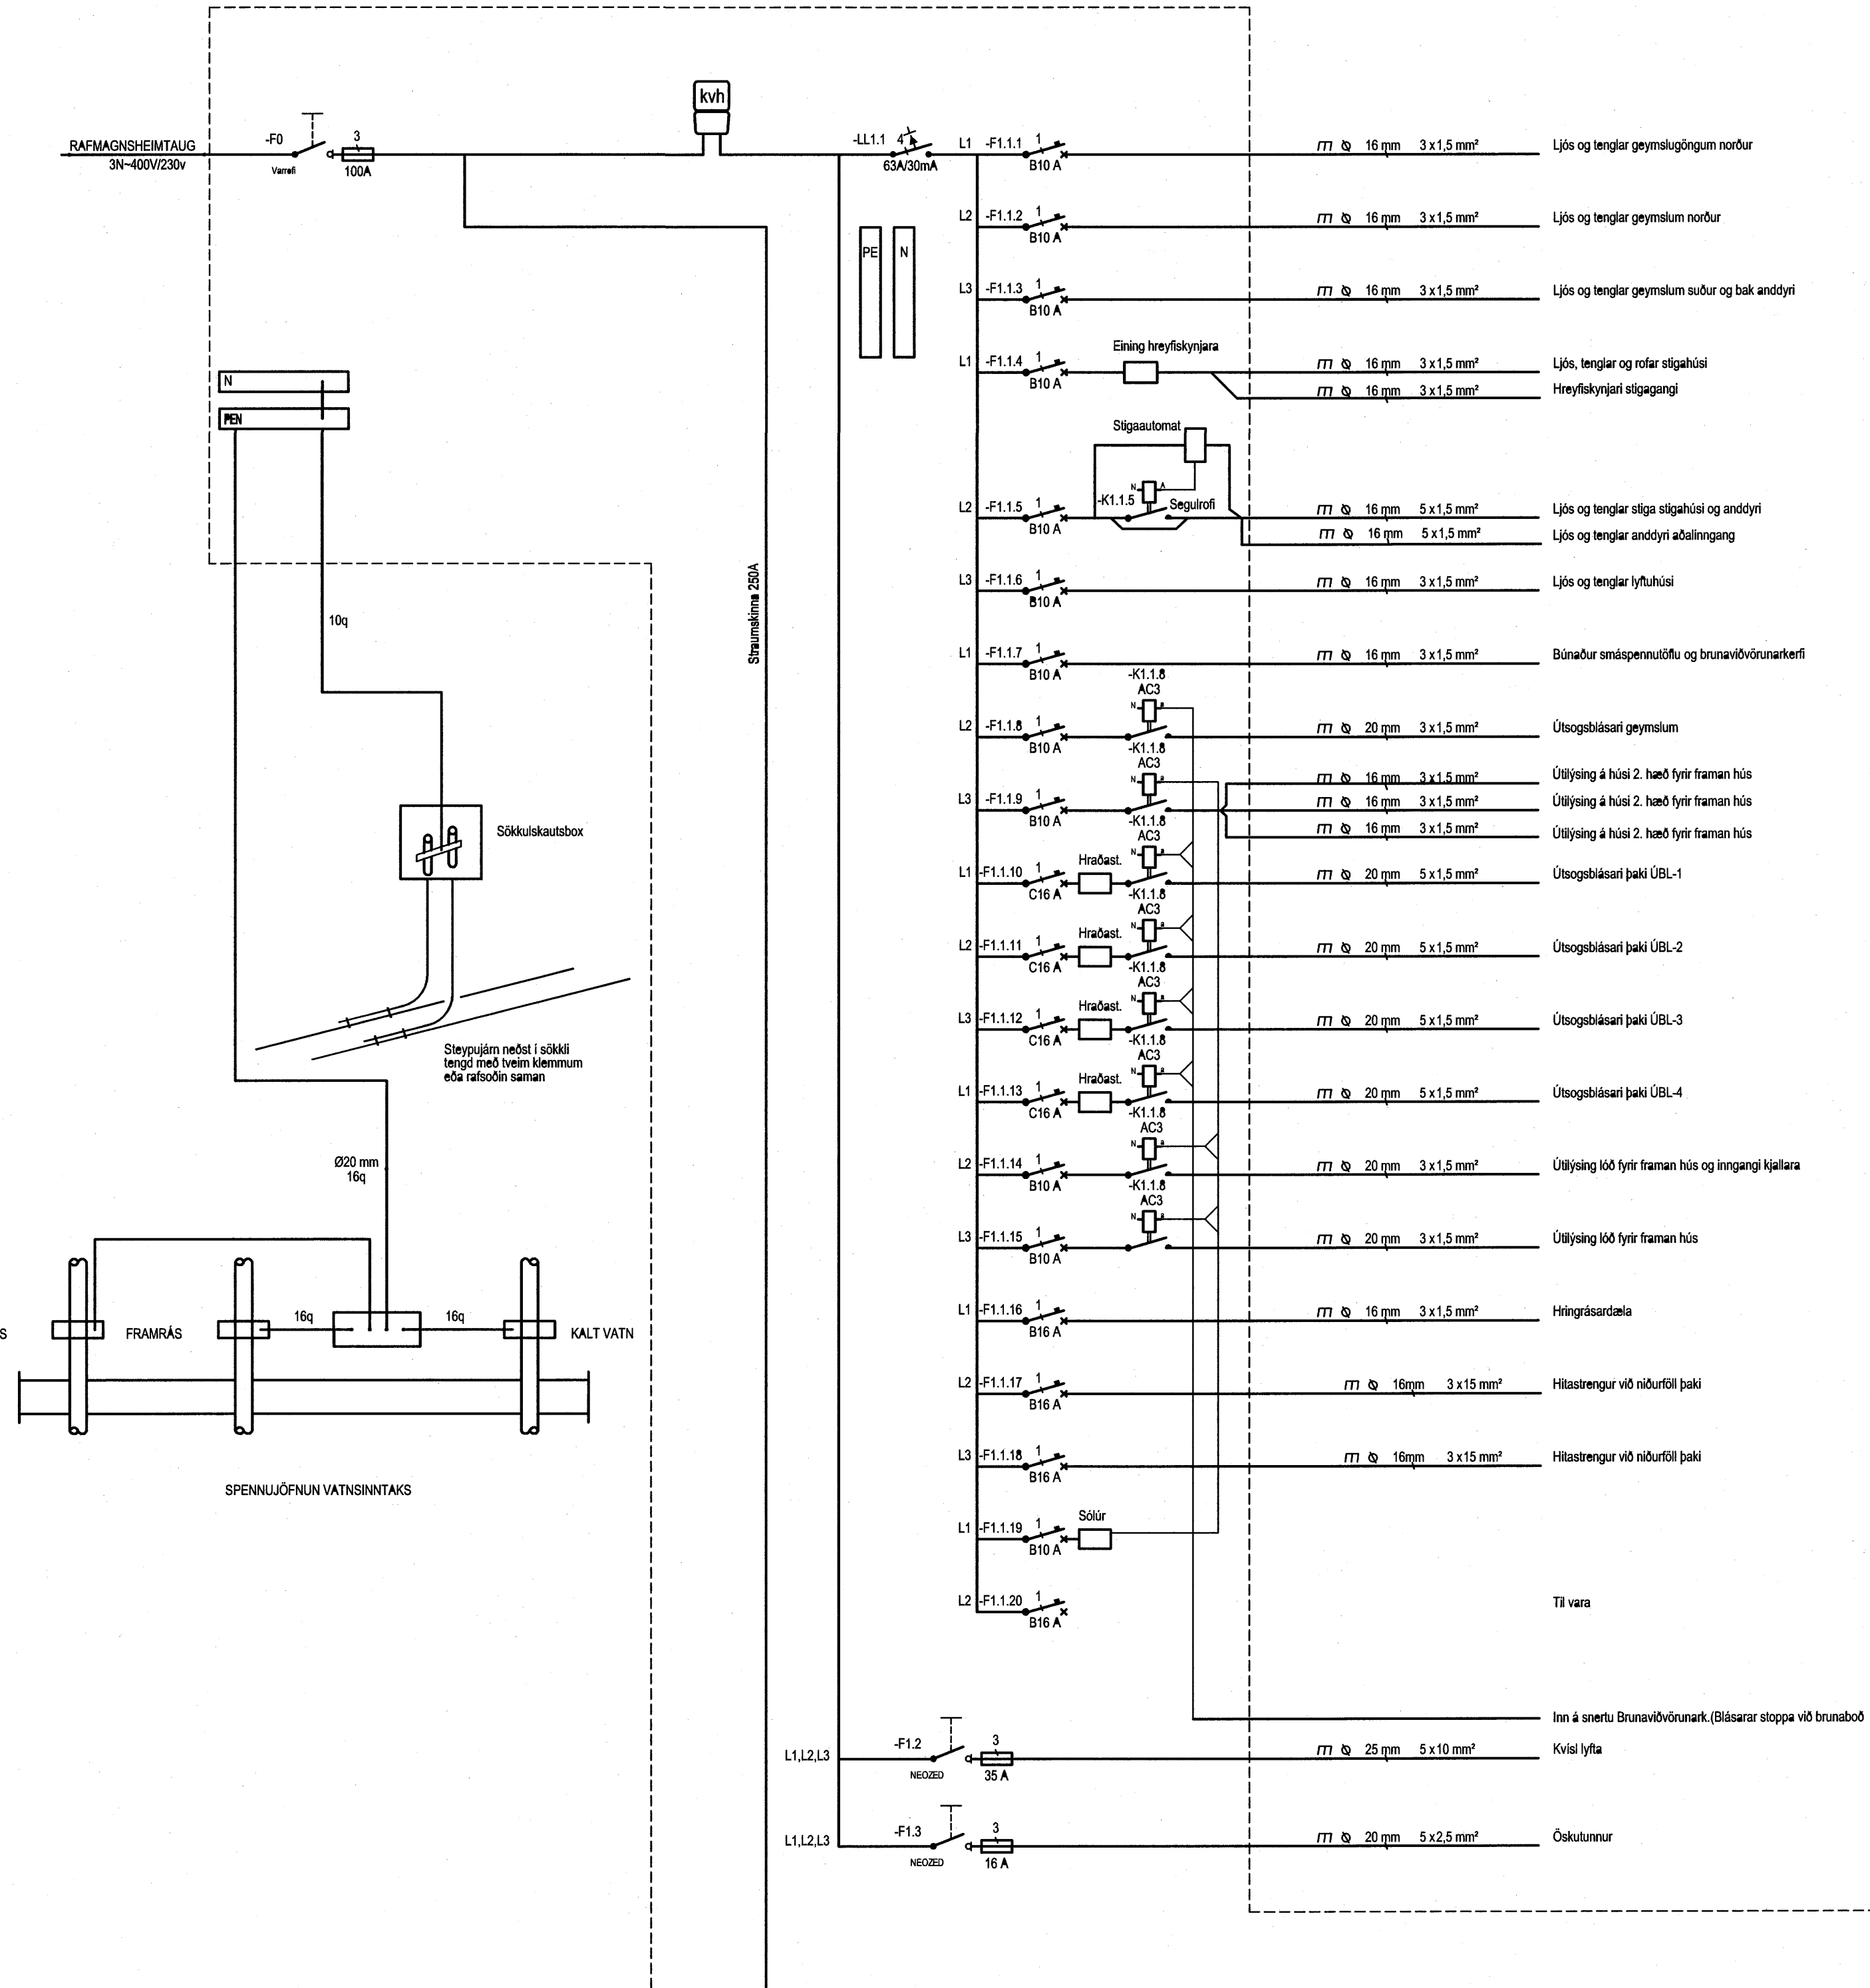 kvh
RAFMAGNSHEIMTAUG
3N~400V/230v
-F0
Varrofi
3
100A
-LL1.1
4
63A/30mA
PE
N
L1 -F1.1.1 1
B10 A
16 mm 3 x 1,5 mm² Ljós og tenglar geymslugöngum norður
L2 -F1.1.2 1
B10 A
16 mm 3 x 1,5 mm² Ljós og tenglar geymslum norður
L3 -F1.1.3 1
B10 A
16 mm 3 x 1,5 mm² Ljós og tenglar geymslum suður og bak anddyri
L1 -F1.1.4 1
B10 A
Eining hreyfiskynjara
16 mm 3 x 1,5 mm² Ljós, tenglar og rofar stigahúsi
16 mm 3 x 1,5 mm² Hreyfiskynjari stigagangi
Stigaautomat
N A
-K1.1.5 Segulrofi
L2 -F1.1.5 1
B10 A
16 mm 5 x 1,5 mm² Ljós og tenglar stiga stigahúsi og anddyri
16 mm 5 x 1,5 mm² Ljós og tenglar anddyri aðalinngang
L3 -F1.1.6 1
B10 A
16 mm 3 x 1,5 mm² Ljós og tenglar lyftuhúsi
L1 -F1.1.7 1
B10 A
16 mm 3 x 1,5 mm² Búnaður smáspennutöflu og brunaviðvörunarkerfi
-K1.1.8
AC3
N a
L2 -F1.1.8 1
B10 A
20 mm 3 x 1,5 mm² Útsogsblásari geymslum
-K1.1.8
AC3
N a
16 mm 3 x 1,5 mm² Útilýsing á húsi 2. hæð fyrir framan hús
L3 -F1.1.9 1
B10 A
16 mm 3 x 1,5 mm² Útilýsing á húsi 2. hæð fyrir framan hús
16 mm 3 x 1,5 mm² Útilýsing á húsi 2. hæð fyrir framan hús
-K1.1.8
AC3
N a
L1 -F1.1.10 1
C16 A
Hraðast.
20 mm 5 x 1,5 mm² Útsogsblásari þaki ÚBL-1
-K1.1.8
AC3
N a
L2 -F1.1.11 1
C16 A
Hraðast.
20 mm 5 x 1,5 mm² Útsogsblásari þaki ÚBL-2
-K1.1.8
AC3
N a
L3 -F1.1.12 1
C16 A
Hraðast.
20 mm 5 x 1,5 mm² Útsogsblásari þaki ÚBL-3
-K1.1.8
AC3
N a
L1 -F1.1.13 1
C16 A
Hraðast.
20 mm 5 x 1,5 mm² Útsogsblásari þaki ÚBL-4
-K1.1.8
AC3
N a
L2 -F1.1.14 1
B10 A
20 mm 3 x 1,5 mm² Útilýsing lóð fyrir framan hús og inngangi kjallara
-K1.1.8
AC3
N a
L3 -F1.1.15 1
B10 A
20 mm 3 x 1,5 mm² Útilýsing lóð fyrir framan hús
L1 -F1.1.16 1
B16 A
16 mm 3 x 1,5 mm² Hringrásardæla
L2 -F1.1.17 1
B16 A
16mm 3 x 15 mm² Hitastrengur við niðurföll þaki
L3 -F1.1.18 1
B16 A
16mm 3 x 15 mm² Hitastrengur við niðurföll þaki
L1 -F1.1.19 1
B10 A
Sólúr
L2 -F1.1.20 1
B16 A
Til vara
Inn á snertu Brunaviðvörunark.(Blásarar stoppa við brunaboð
L1,L2,L3 -F1.2
NEOZED
3
35 A
25 mm 5 x 10 mm² Kvísl lyfta
L1,L2,L3 -F1.3
NEOZED
3
16 A
20 mm 5 x 2,5 mm² Öskutunnur
Straumskinna 250A
N
PEN
10q
Sökkulskautsbox
Steypujárn neðst í sökkli
tengd með tveim klemmum
eða rafsoðin saman
Ø20 mm
16q
S
FRAMRÁS
16q
16q
KALT VATN
SPENNUJÖFNUN VATNSINNTAKS